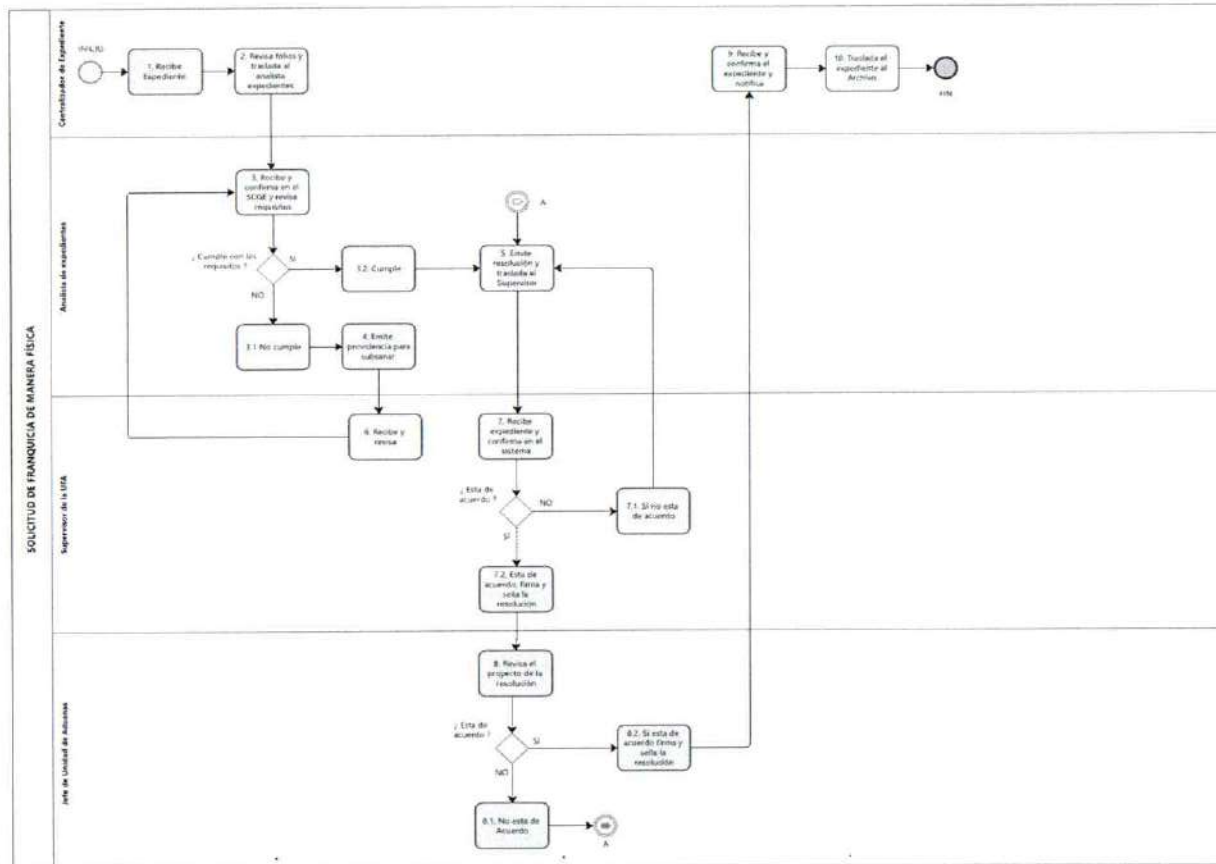 SOLICITUD DE FRANQUICIA DE MANERA FÍSICA
Centralizador de Expediente
INICIO
1. Recibe
Expediente
2. Revisa folios y
traslada al
analista
expedientes
9. Recibe y
confirma el
expediente y
notifica
10. Traslada el
expediente al
Archivo
FIN
Analista de expedientes
3. Recibe y
confirma en el
SCGE y revisa
requisitos
¿ Cumple con los
requisitos ?
SI
3.2. Cumple
A
5. Emite
resolución y
traslada al
Supervisor
NO
3.1 No cumple
4. Emite
providencia para
subsanar
Supervisor de la UFA
6. Recibe y
revisa
7. Recibe
expediente y
confirma en el
sistema
¿ Esta de
acuerdo ?
NO
7.1. Si no esta
de acuerdo
SI
7.2. Esta de
acuerdo, firma y
sella la
resolución
Jefe de Unidad de Aduanas
8. Revisa el
proyecto de la
resolución
¿ Esta de
acuerdo ?
SI
8.2. Si esta de
acuerdo firma y
sella la
resolución
NO
8.1. No esta de
Acuerdo
A